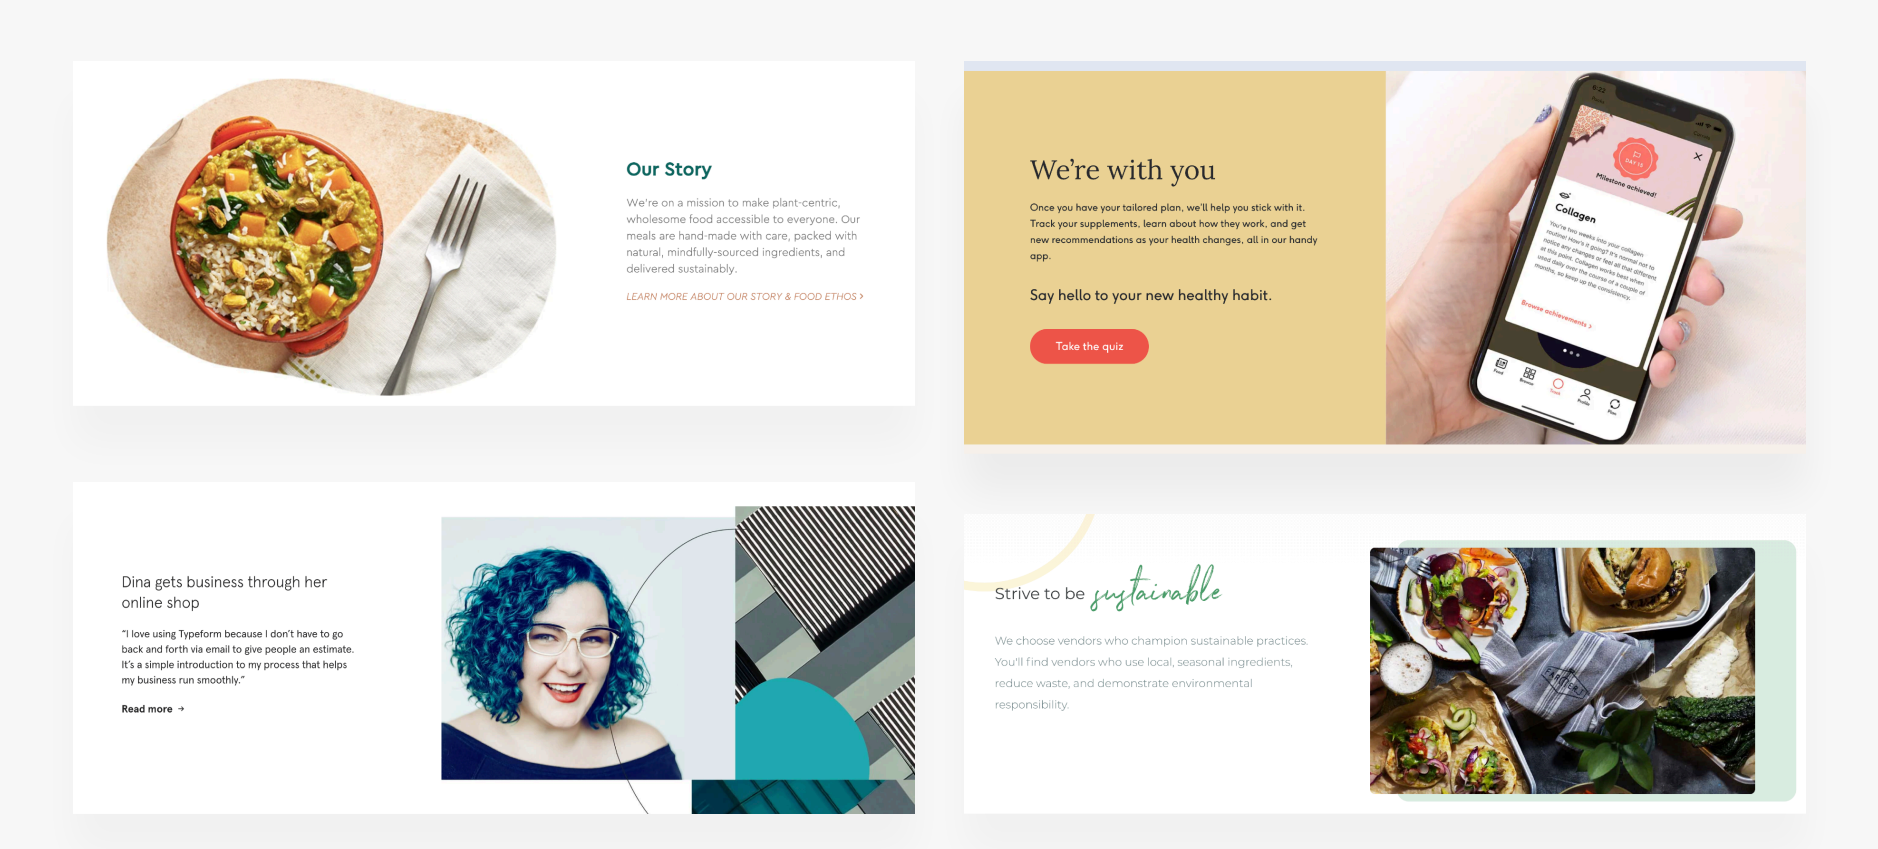 Our Story
We're on a mission to make plant-centric,
wholesome food accessible to everyone. Our
meals are hand-made with care, packed with
natural, mindfully-sourced ingredients, and
delivered sustainably.
LEARN MORE ABOUT OUR STORY & FOOD ETHOS >
We're with you
Once you have your tailored plan, we'll help you stick with it.
Track your supplements, learn about how they work, and get
new recommendations as your health changes, all in our handy
app.
Say hello to your new healthy habit.
Take the quiz
6:22
DAY 15
Milestone achieved!
Collagen
You're two weeks into your collagen
routine! How's it going? It's normal not to
notice any changes or feel all that different
at this point. Collagen works best when
used daily over the course of a couple of
months, so keep up the consistency.
Browse achievements >
Feed
Browse
Track
Profile
Plan
Dina gets business through her
online shop
“I love using Typeform because I don't have to go
back and forth via email to give people an estimate.
It's a simple introduction to my process that helps
my business run smoothly.”
Read more →
Strive to be sustainable
We choose vendors who champion sustainable practices.
You'll find vendors who use local, seasonal ingredients,
reduce waste, and demonstrate environmental
responsibility.